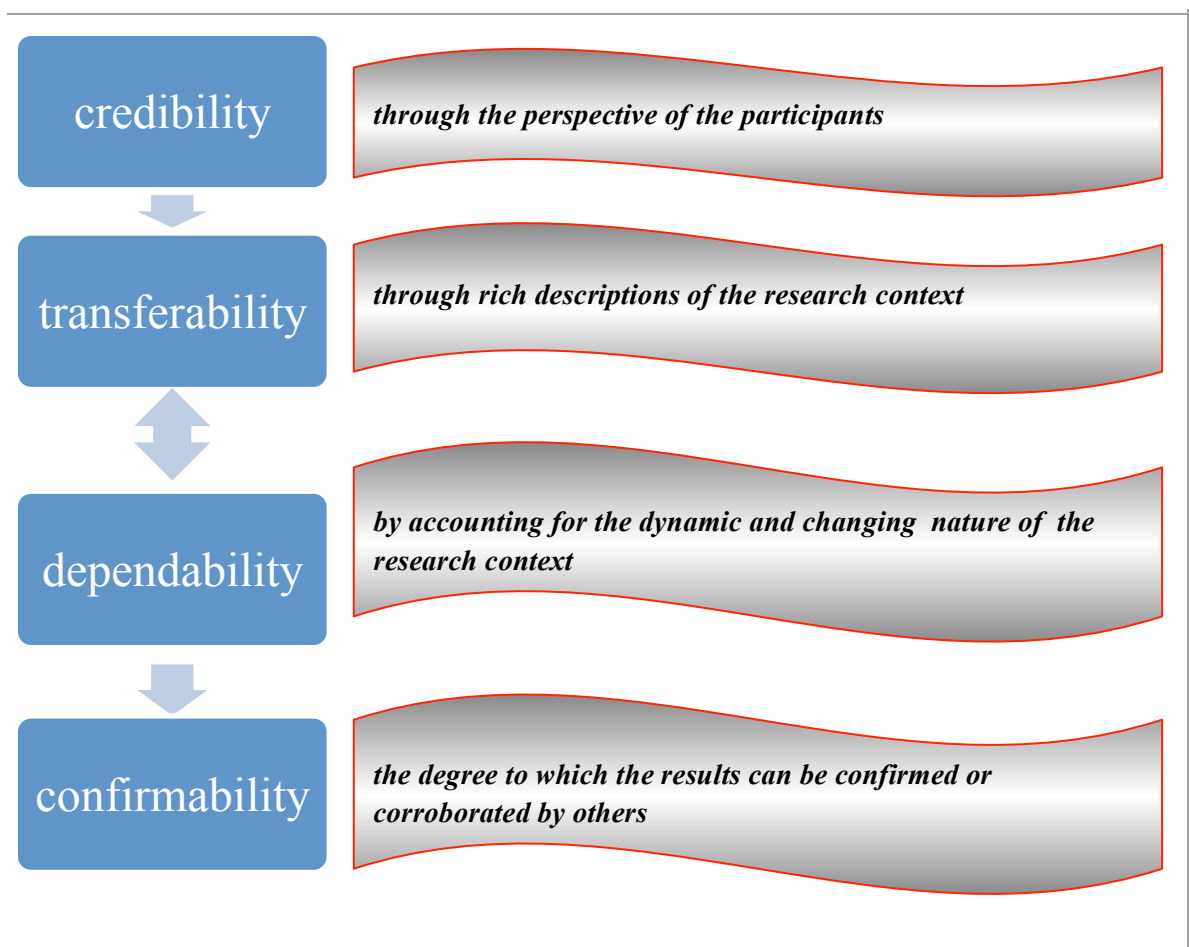 credibility
through the perspective of the participants
transferability
through rich descriptions of the research context
dependability
by accounting for the dynamic and changing nature of the
research context
confirmability
the degree to which the results can be confirmed or
corroborated by others